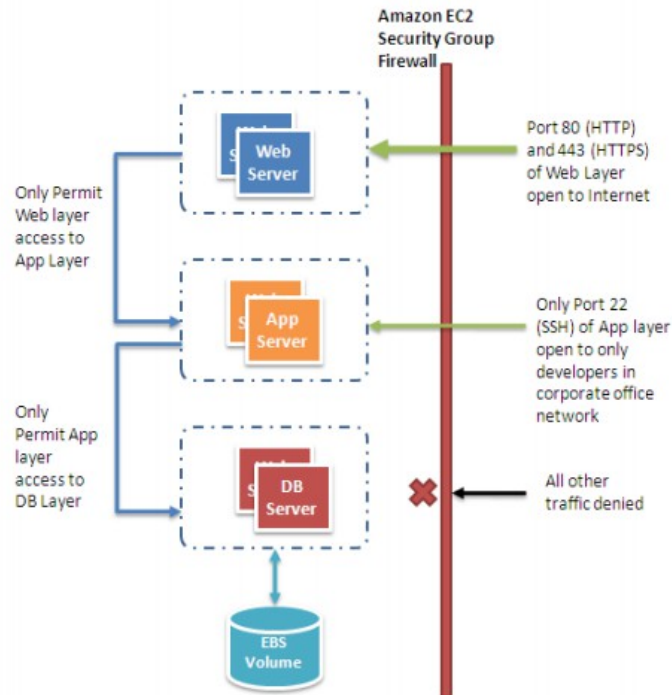 Amazon EC2
Security Group
Firewall
Web
Server
Port 80 (HTTP)
and 443 (HTTPS)
of Web Layer
open to Internet
Only Permit
Web layer
access to
App Layer
App
Server
Only Port 22
(SSH) of App layer
open to only
developers in
corporate office
network
Only
Permit App
layer
access to
DB Layer
DB
Server
All other
traffic denied
EBS
Volume